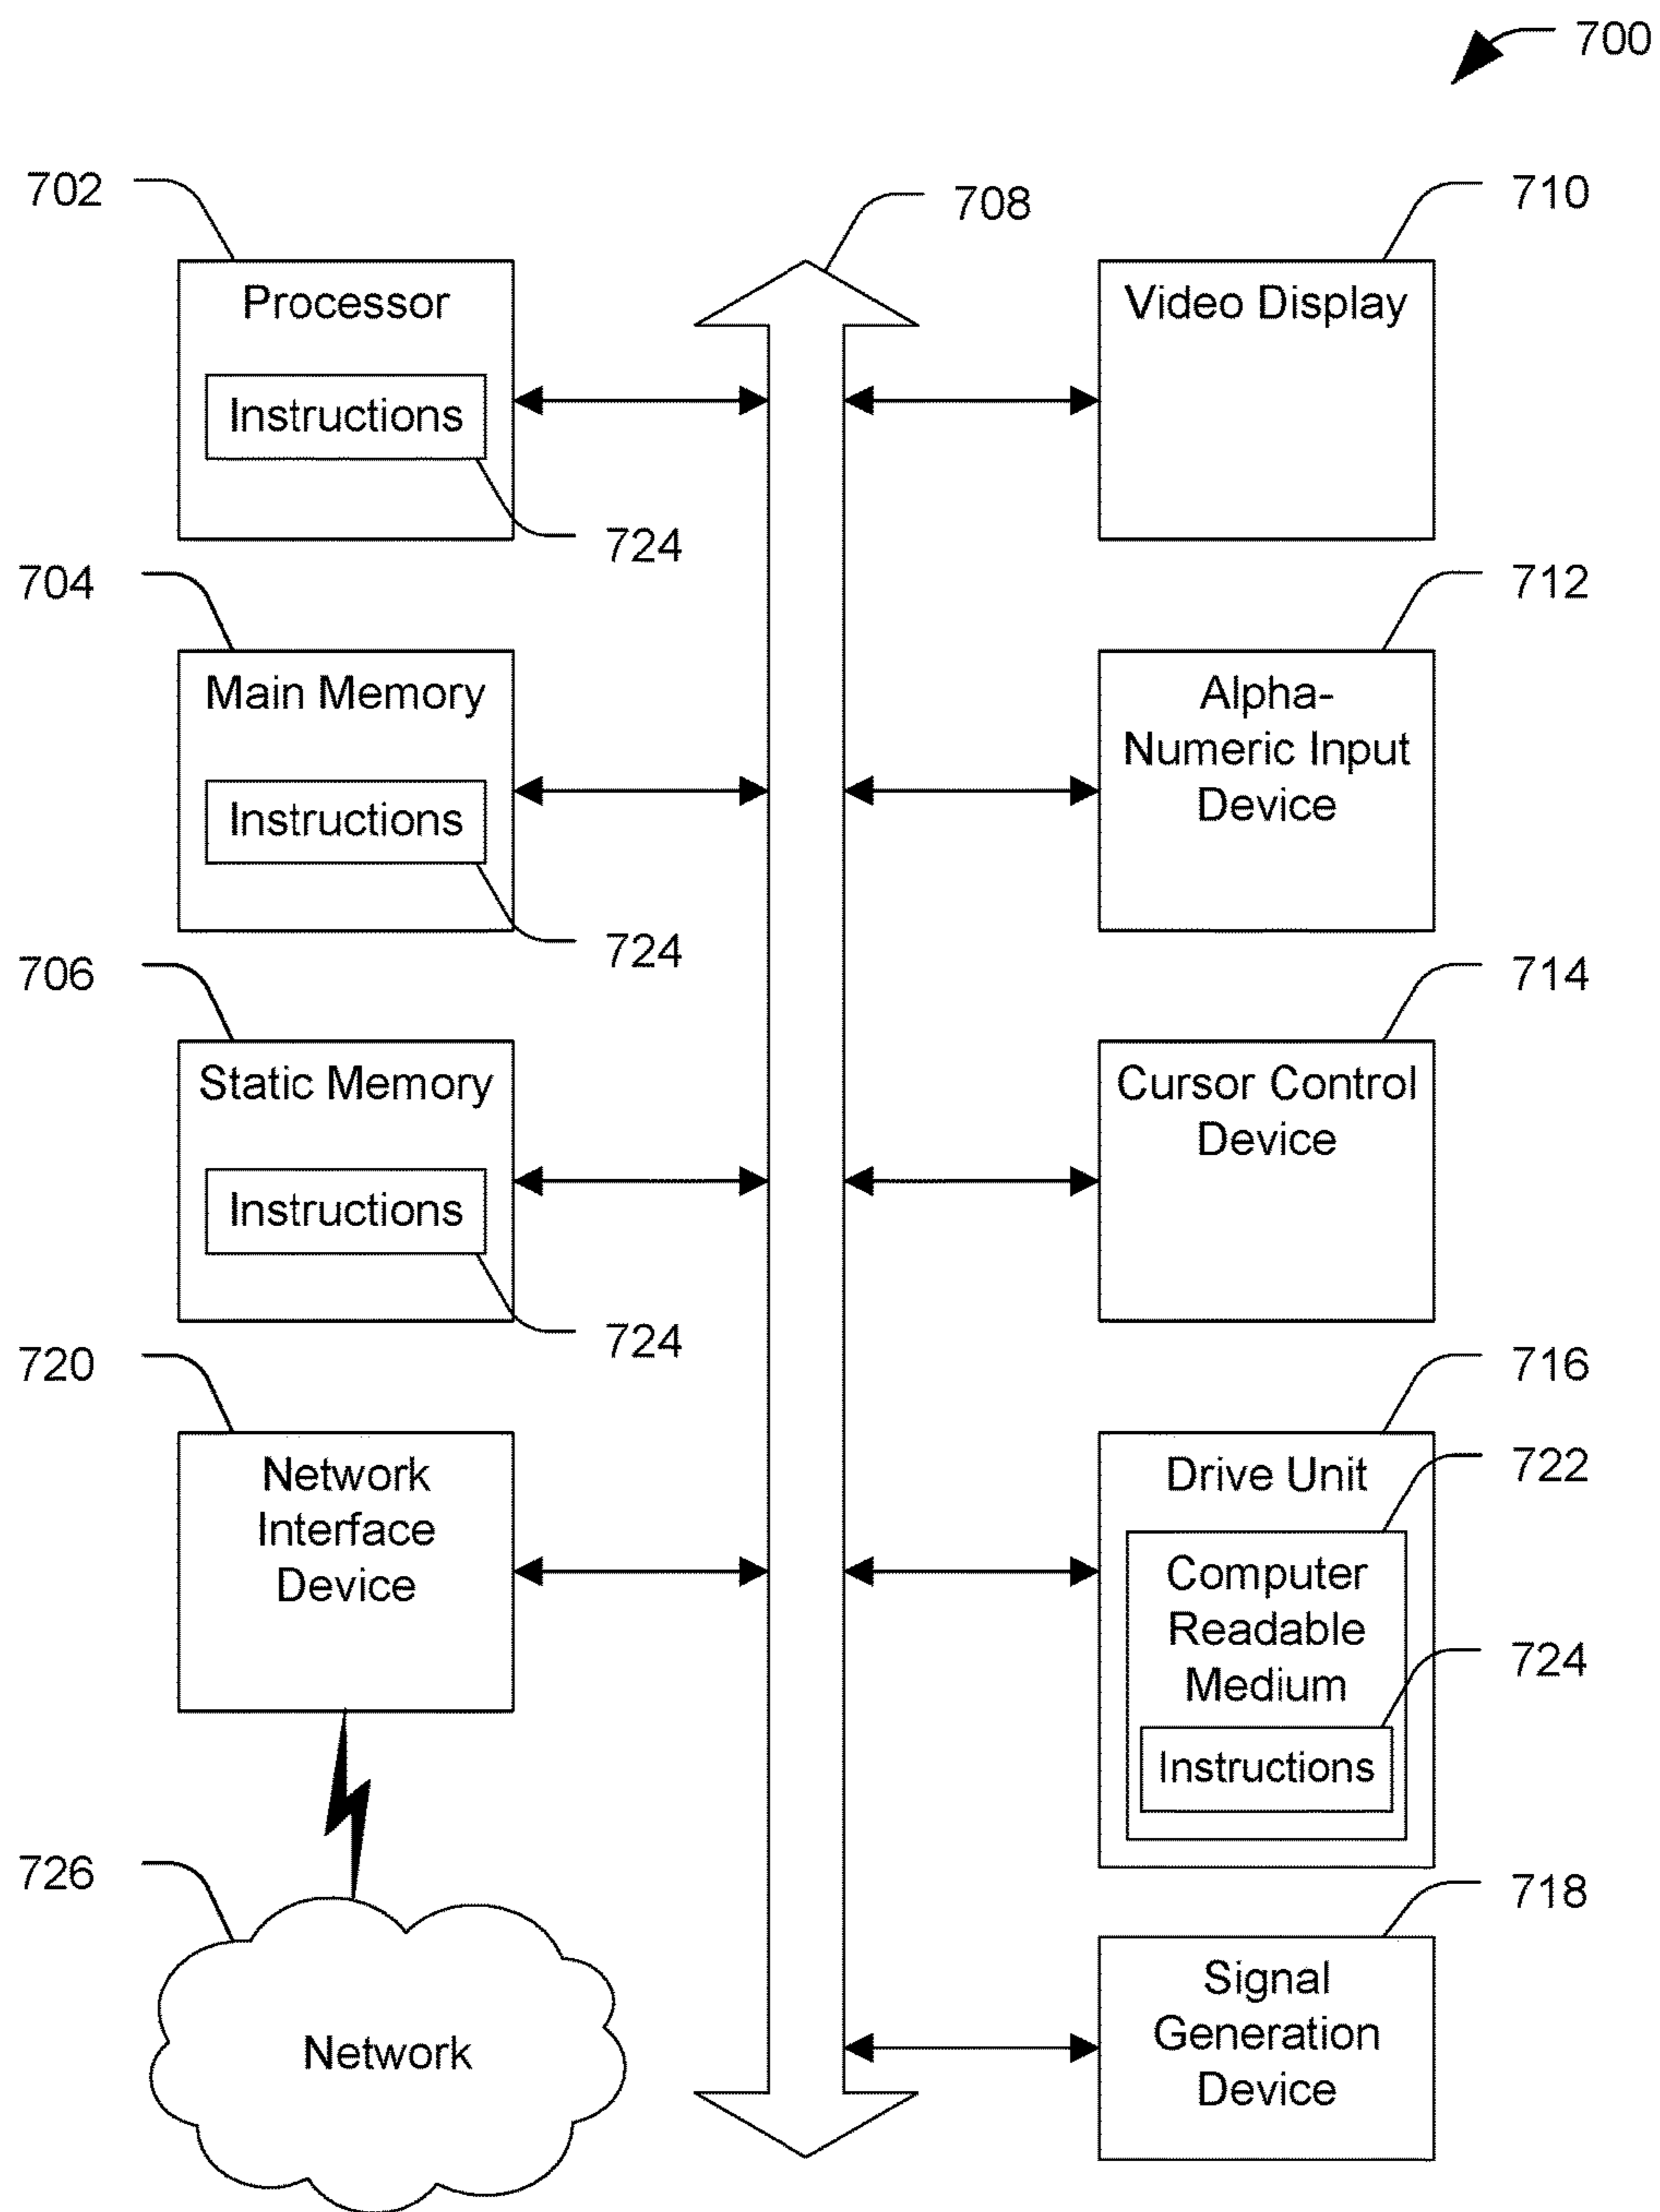 700
702
708
710
Processor
Instructions
724
Video Display
704
Main Memory
Instructions
724
712
Alpha-
Numeric Input
Device
706
Static Memory
Instructions
724
714
Cursor Control
Device
720
Network
Interface
Device
716
Drive Unit
722
Computer
Readable
Medium
724
Instructions
726
Network
718
Signal
Generation
Device